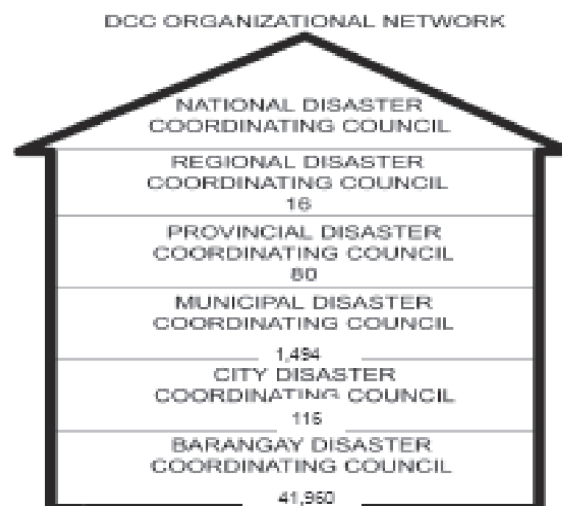 DCC ORGANIZATIONAL NETWORK
NATIONAL DISASTER
COORDINATING COUNCIL
REGIONAL DISASTER
COORDINATING COUNCIL
16
PROVINCIAL DISASTER
COORDINATING COUNCIL
80
MUNICIPAL DISASTER
COORDINATING COUNCIL
1,494
CITY DISASTER
COORDINATING COUNCIL
115
BARANGAY DISASTER
COORDINATING COUNCIL
41,950